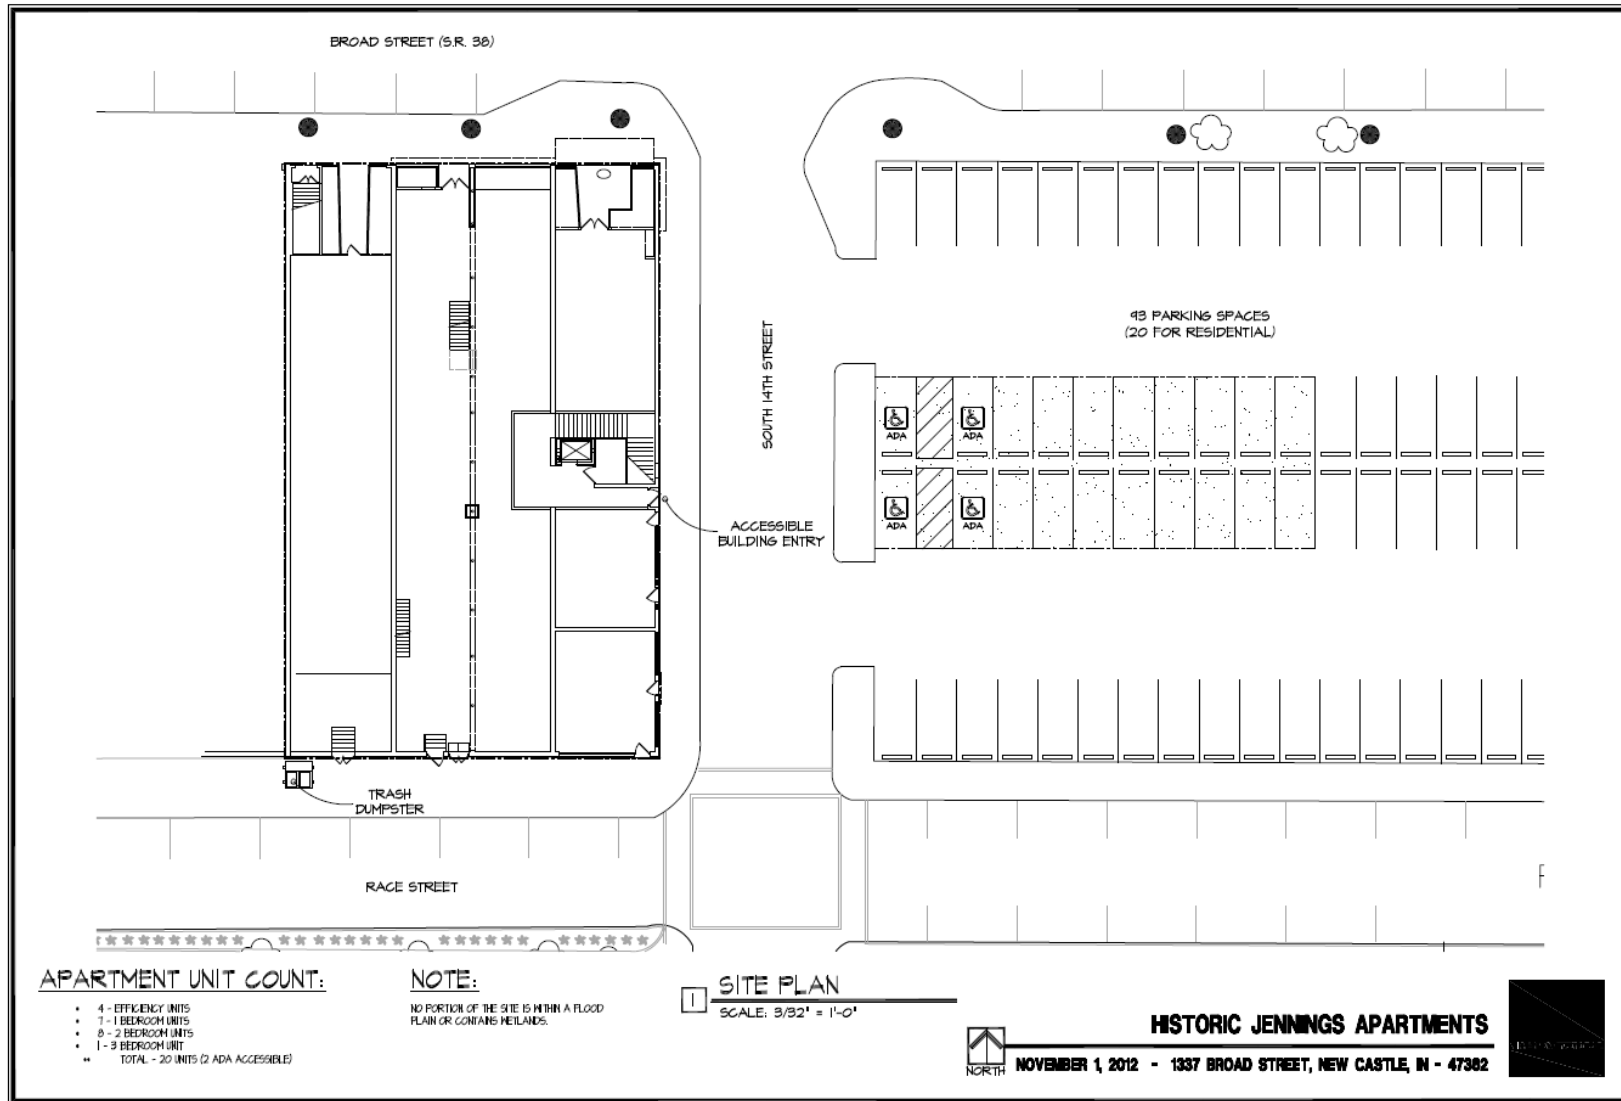 BROAD STREET (S.R. 38)
SOUTH 14TH STREET
93 PARKING SPACES
(20 FOR RESIDENTIAL)
ADA
ADA
ADA
ADA
ACCESSIBLE
BUILDING ENTRY
TRASH
DUMPSTER
RACE STREET
APARTMENT UNIT COUNT:
• 4 - EFFICIENCY UNITS
• 7 - 1 BEDROOM UNITS
• 8 - 2 BEDROOM UNITS
• 1 - 3 BEDROOM UNIT
** TOTAL - 20 UNITS (2 ADA ACCESSIBLE)
NOTE:
NO PORTION OF THE SITE IS WITHIN A FLOOD
PLAIN OR CONTAINS WETLANDS.
1 SITE PLAN
SCALE: 3/32" = 1'-0"
NORTH
HISTORIC JENNINGS APARTMENTS
NOVEMBER 1, 2012 - 1337 BROAD STREET, NEW CASTLE, IN - 47362